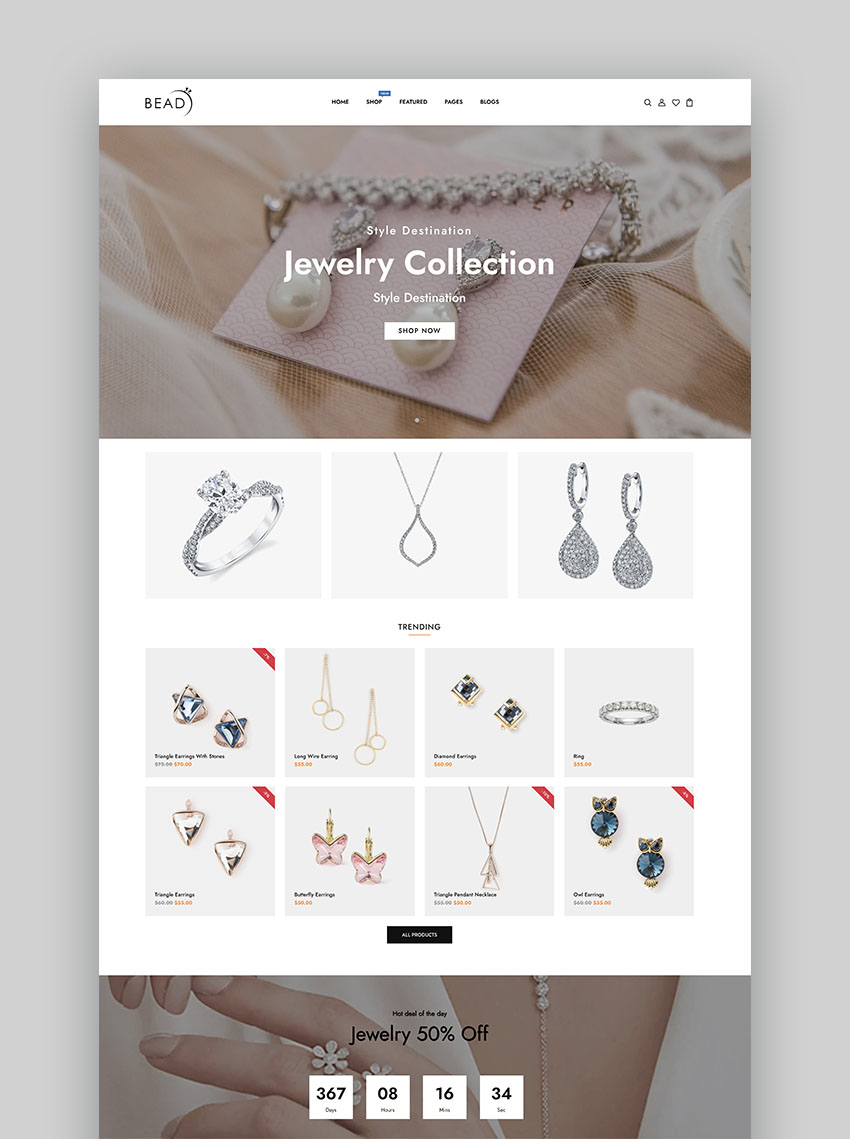 BEAD
HOME SHOP FEATURED PAGES BLOGS
Style Destination
Jewelry Collection
Style Destination
SHOP NOW
TRENDING
Triangle Earrings With Stones
$75.00 $70.00
Long Wire Earring
$55.00
Diamond Earrings
$60.00
Ring
$55.00
Triangle Earrings
$60.00 $55.00
Butterfly Earrings
$50.00
Triangle Pendant Necklace
$55.00 $50.00
Owl Earrings
$60.00 $55.00
ALL PRODUCTS
Hot deal of the day
Jewelry 50% Off
367 08 16 34
Days Hours Mins Sec